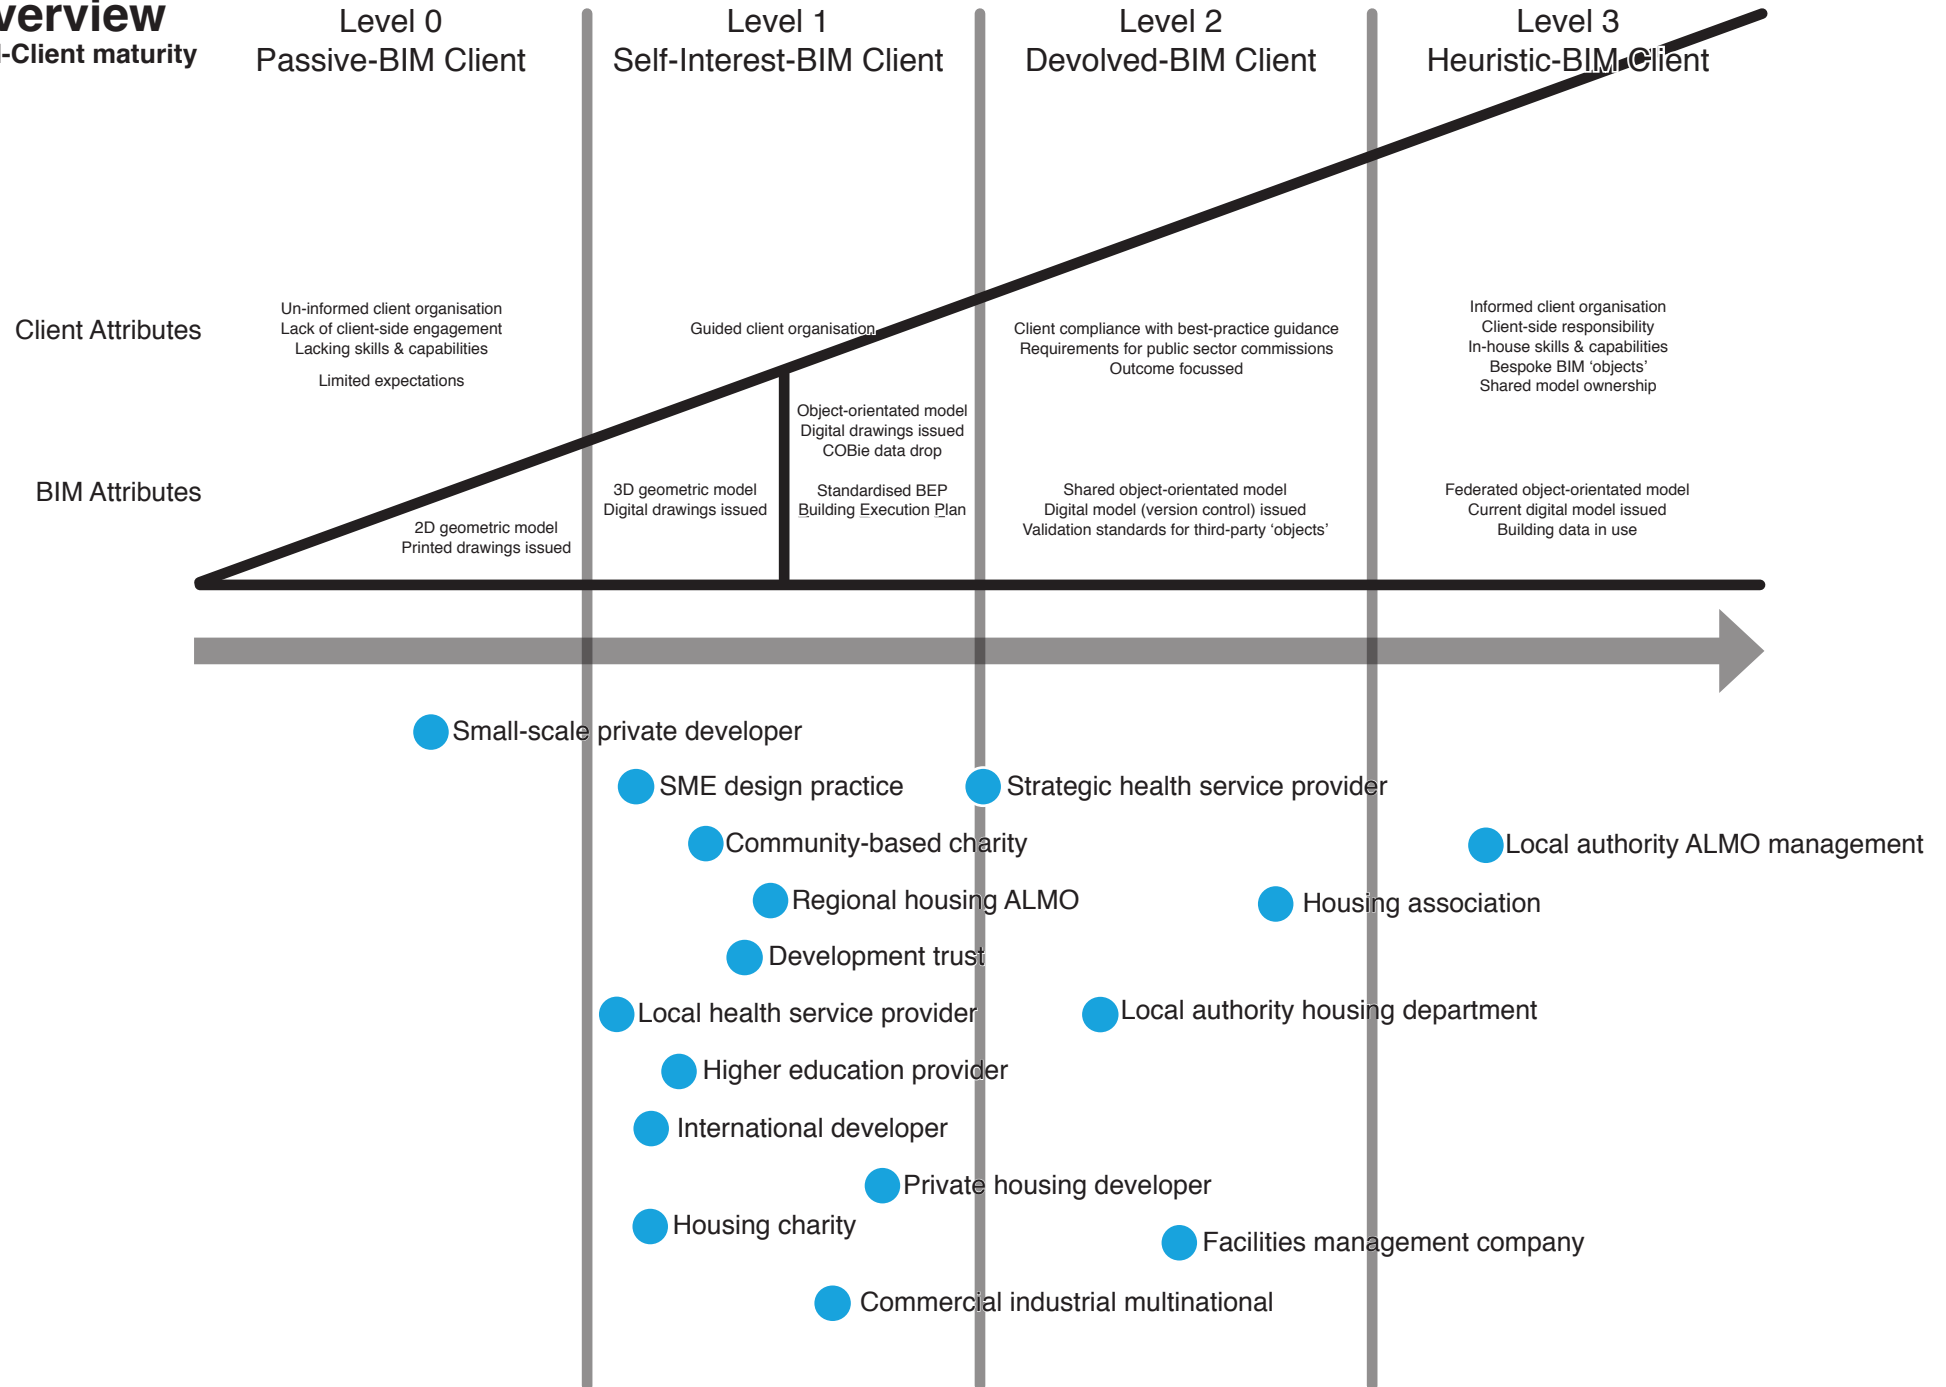 verview
-Client maturity
Level 0
Passive-BIM Client
Level 1
Self-Interest-BIM Client
Level 2
Devolved-BIM Client
Level 3
Heuristic-BIM Client
Client Attributes
Un-informed client organisation
Lack of client-side engagement
Lacking skills & capabilities
Limited expectations
Guided client organisation
Client compliance with best-practice guidance
Requirements for public sector commissions
Outcome focussed
Informed client organisation
Client-side responsibility
In-house skills & capabilities
Bespoke BIM ‘objects’
Shared model ownership
BIM Attributes
2D geometric model
Printed drawings issued
3D geometric model
Digital drawings issued
Object-orientated model
Digital drawings issued
COBie data drop
Standardised BEP
Building Execution Plan
Shared object-orientated model
Digital model (version control) issued
Validation standards for third-party ‘objects’
Federated object-orientated model
Current digital model issued
Building data in use
Small-scale private developer
SME design practice
Strategic health service provider
Community-based charity
Local authority ALMO management
Regional housing ALMO
Housing association
Development trust
Local health service provider
Local authority housing department
Higher education provider
International developer
Private housing developer
Housing charity
Facilities management company
Commercial industrial multinational